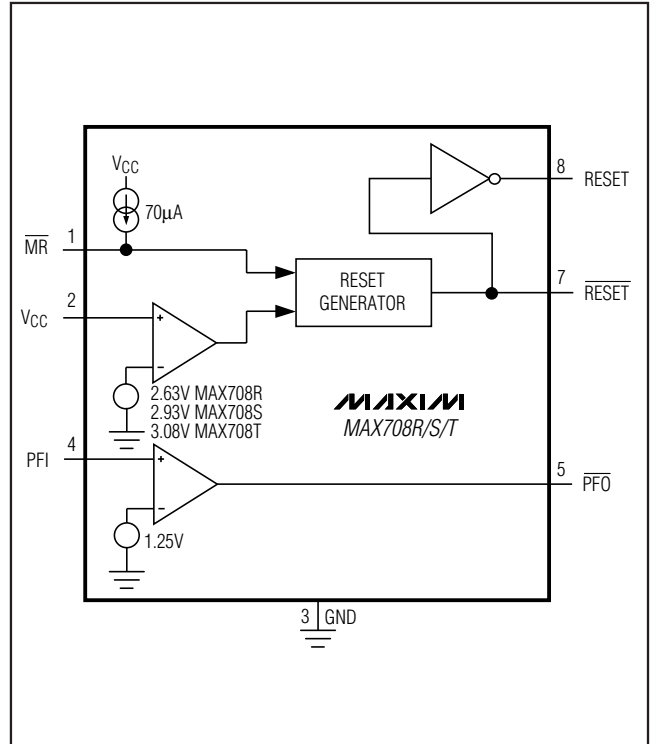 VCC
70µA
8 RESET
1
MR
RESET
GENERATOR
7 RESET
2
VCC
+
−
2.63V MAX708R
2.93V MAX708S
3.08V MAX708T
MAXIM
MAX708R/S/T
4
PFI
+
−
5 PFO
1.25V
3 GND